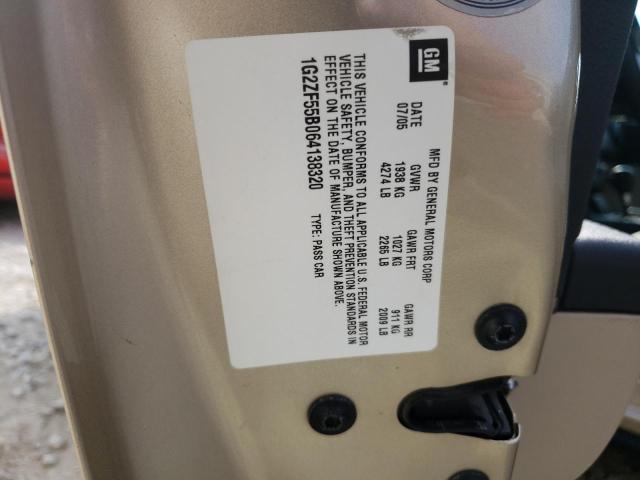 GM
MFD BY GENERAL MOTORS CORP
DATE GVWR GAWR FRT GAWR RR
07/05 1938 KG 1027 KG 911 KG
4274 LB 2265 LB 2009 LB
THIS VEHICLE CONFORMS TO ALL APPLICABLE U.S. FEDERAL MOTOR
VEHICLE SAFETY, BUMPER, AND THEFT PREVENTION STANDARDS IN
EFFECT ON THE DATE OF MANUFACTURE SHOWN ABOVE.
1G2ZF55B064138320 TYPE: PASS CAR